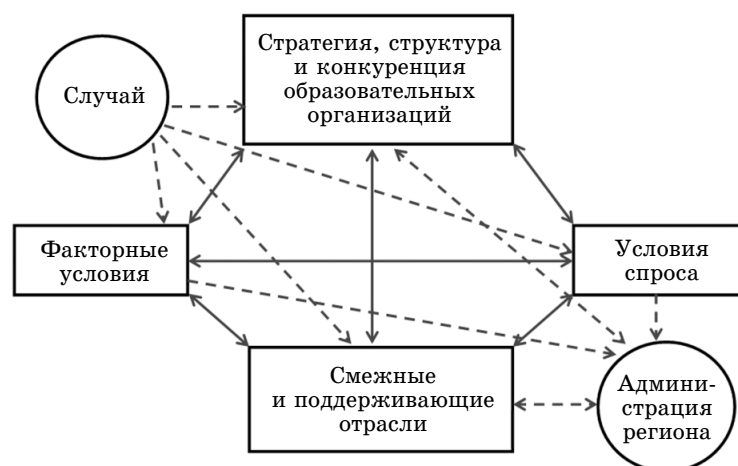 Стратегия, структура
и конкуренция
образовательных
организаций
Случай
Факторные
условия
Условия
спроса
Смежные
и поддерживающие
отрасли
Админи-
страция
региона